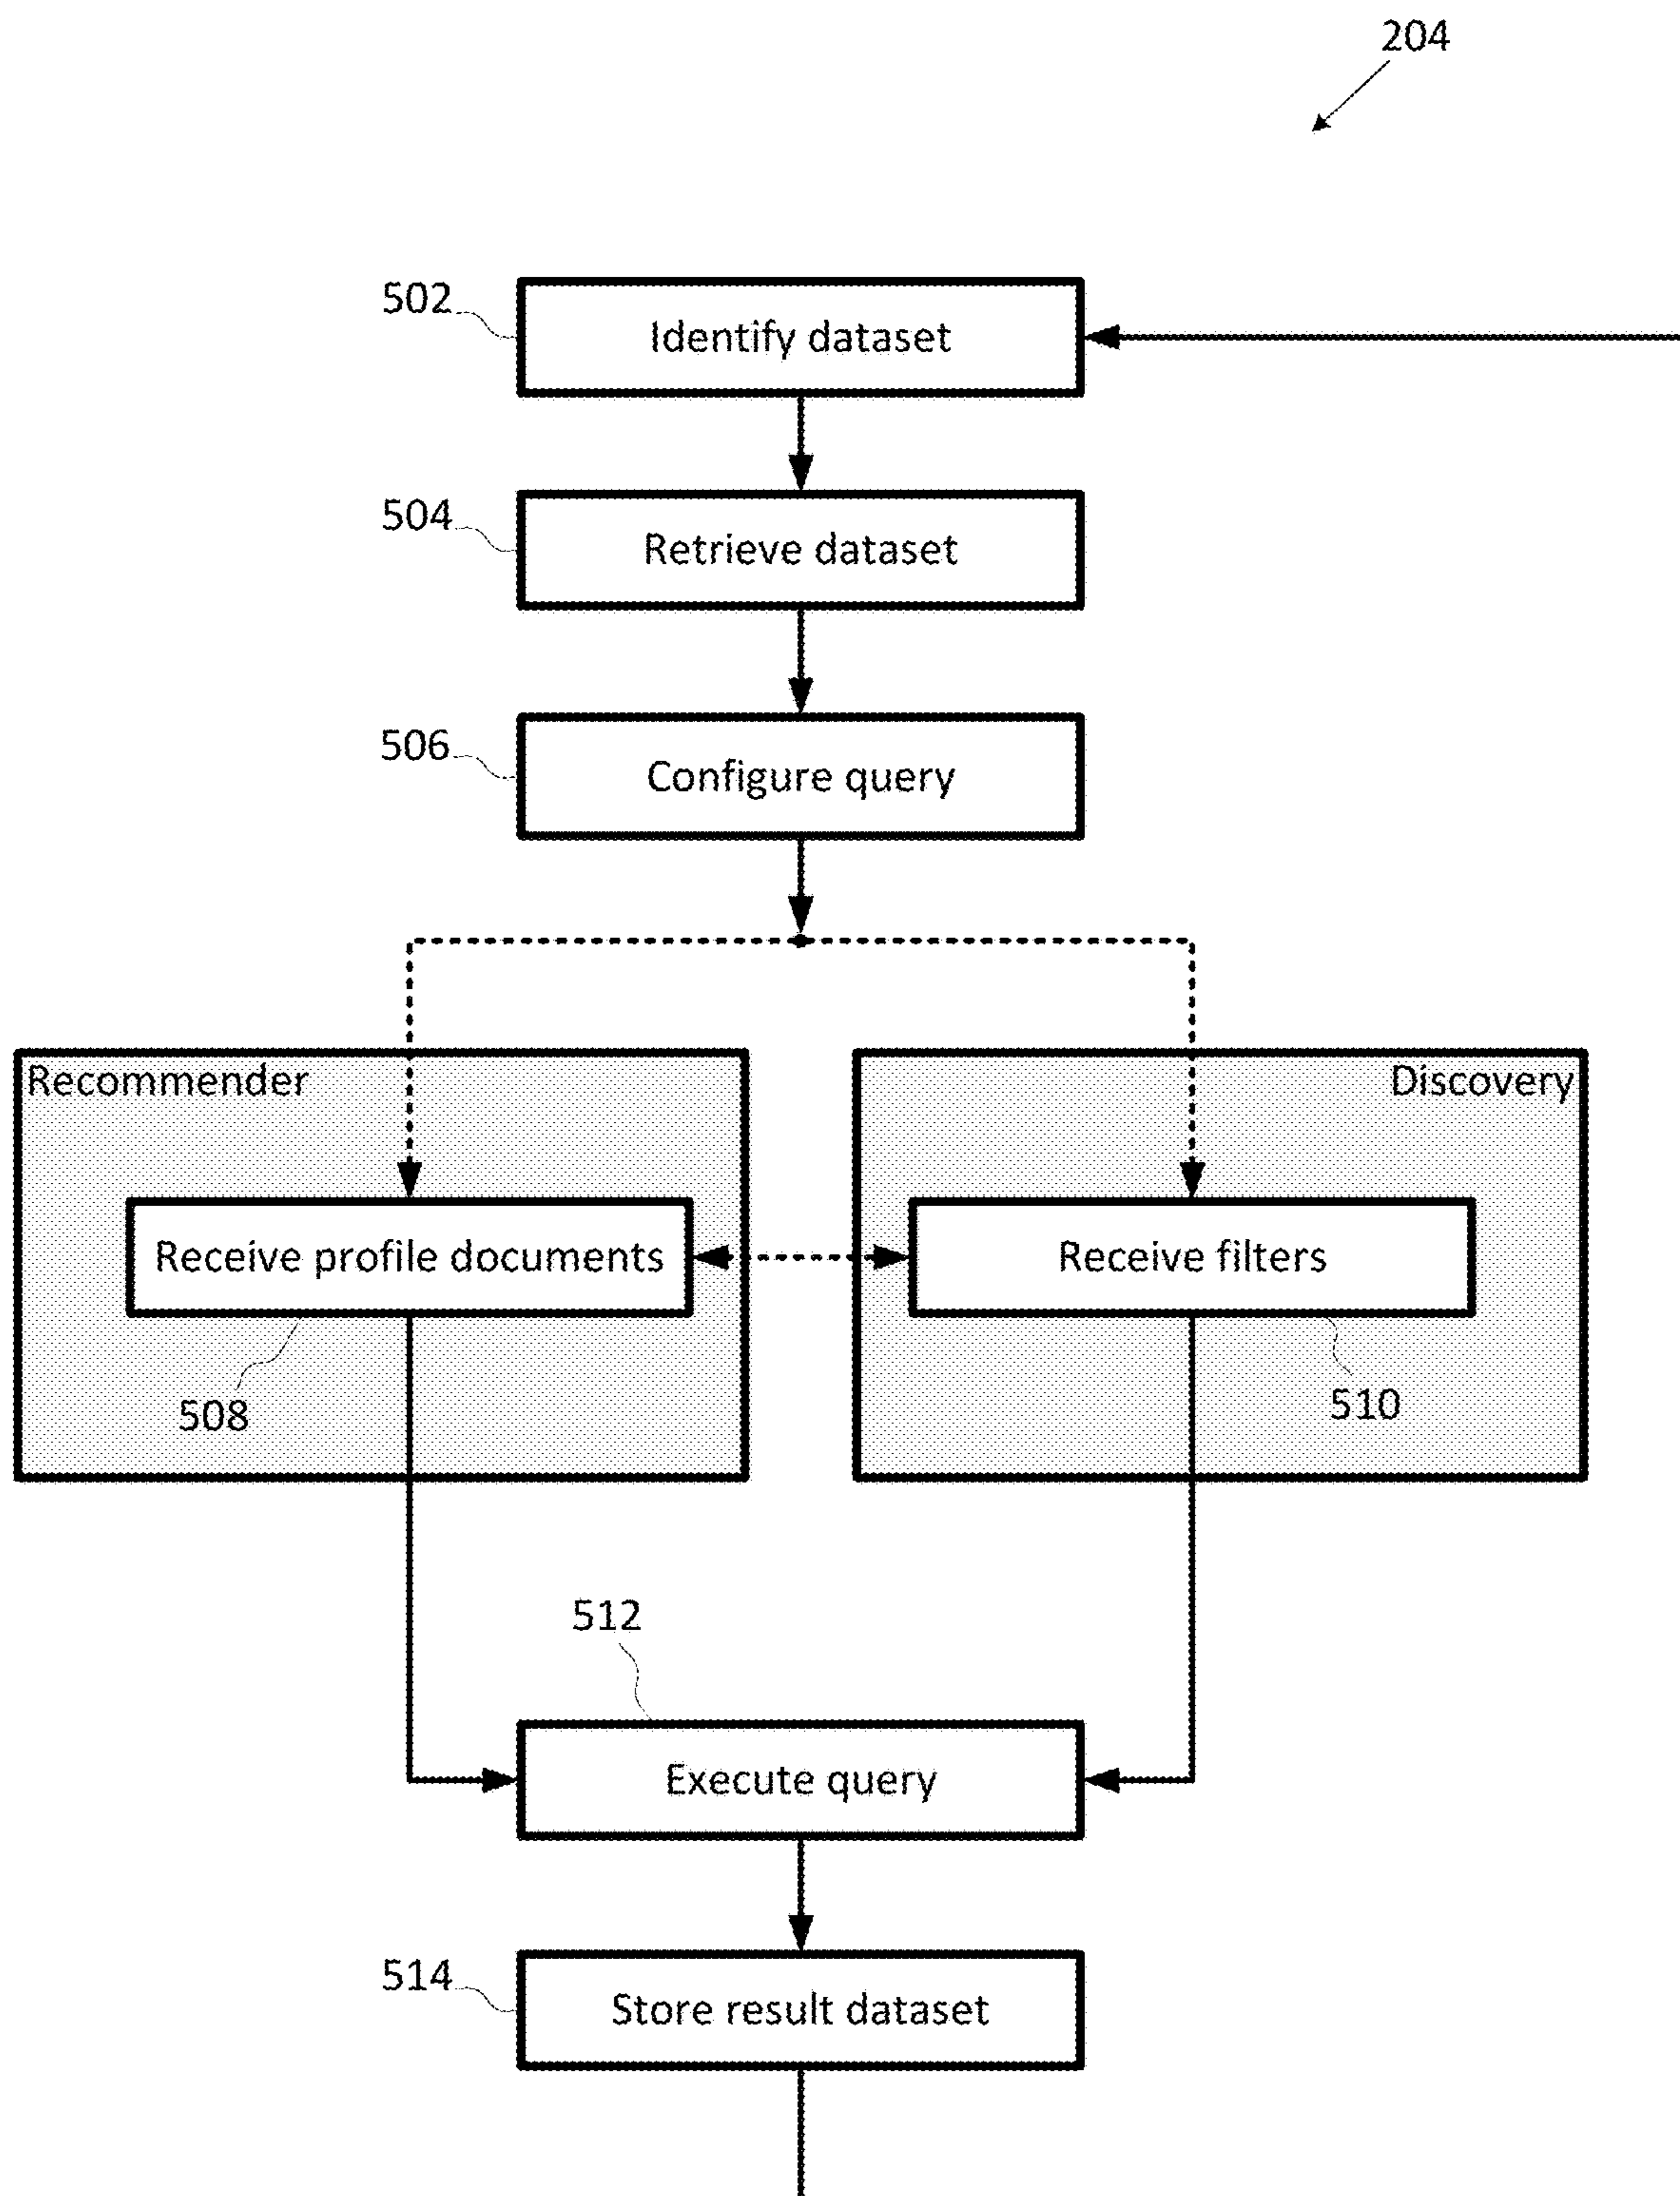 204
502
Identify dataset
504
Retrieve dataset
506
Configure query
Recommender
Discovery
Receive profile documents
Receive filters
508
510
512
Execute query
514
Store result dataset